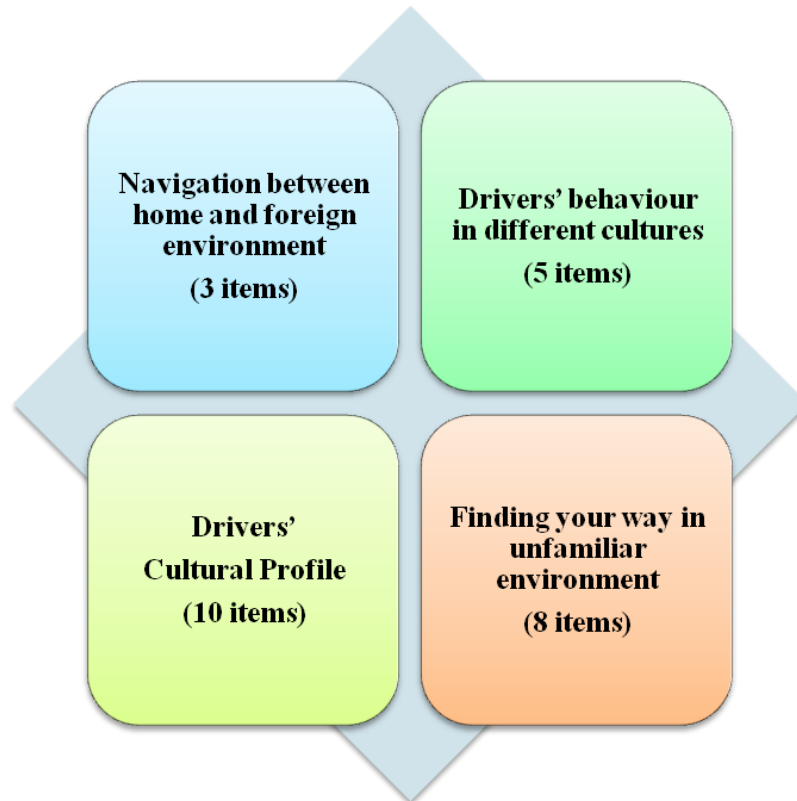 Navigation between
home and foreign
environment
(3 items)
Drivers’ behaviour
in different cultures
(5 items)
Drivers’
Cultural Profile
(10 items)
Finding your way in
unfamiliar
environment
(8 items)